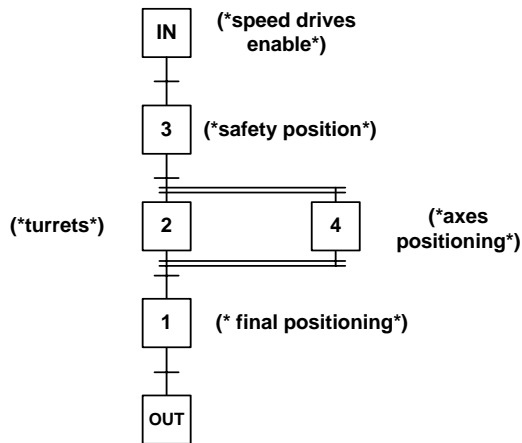 IN
(*speed drives
enable*)
3
(*safety position*)
(*turrets*)
2
4
(*axes
positioning*)
1
(* final positioning*)
OUT